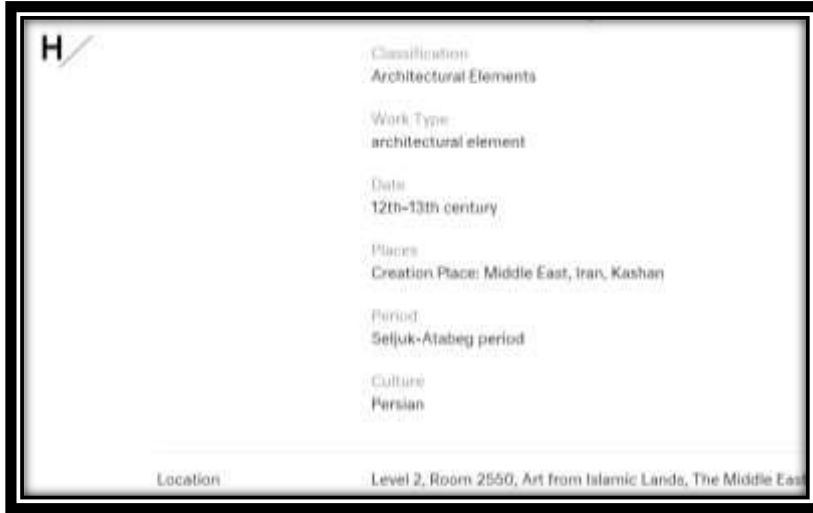 H/
Classification
Architectural Elements
Work Type
architectural element
Date
12th-13th century
Places
Creation Place: Middle East, Iran, Kashan
Period
Seljuk-Atabeg period
Culture
Persian
Location
Level 2, Room 2550, Art from Islamic Lands, The Middle East